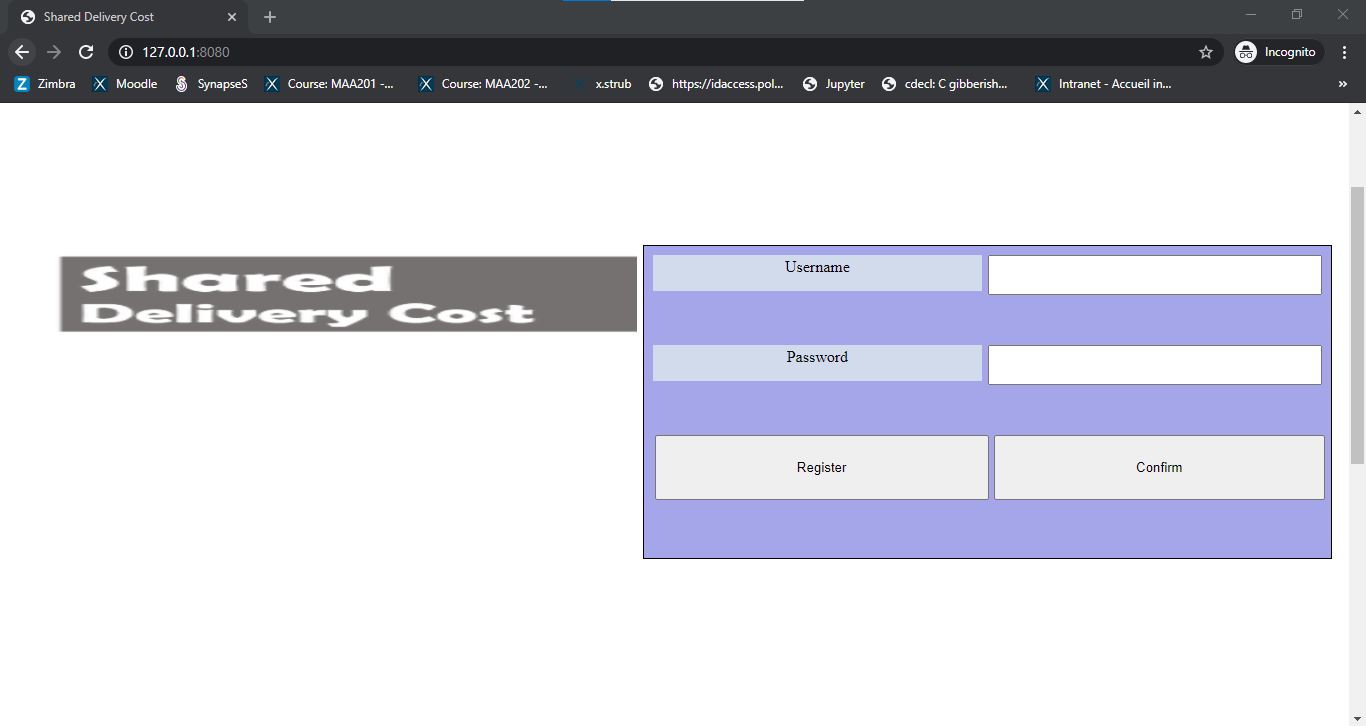 Shared Delivery Cost
127.0.0.1:8080
Incognito
Zimbra
Moodle
SynapseS
Course: MAA201 -...
Course: MAA202 -...
x.strub
https://idaccess.pol...
Jupyter
cdecl: C gibberish...
Intranet - Accueil in...
»
Shared
Delivery Cost
Username
Password
Register
Confirm